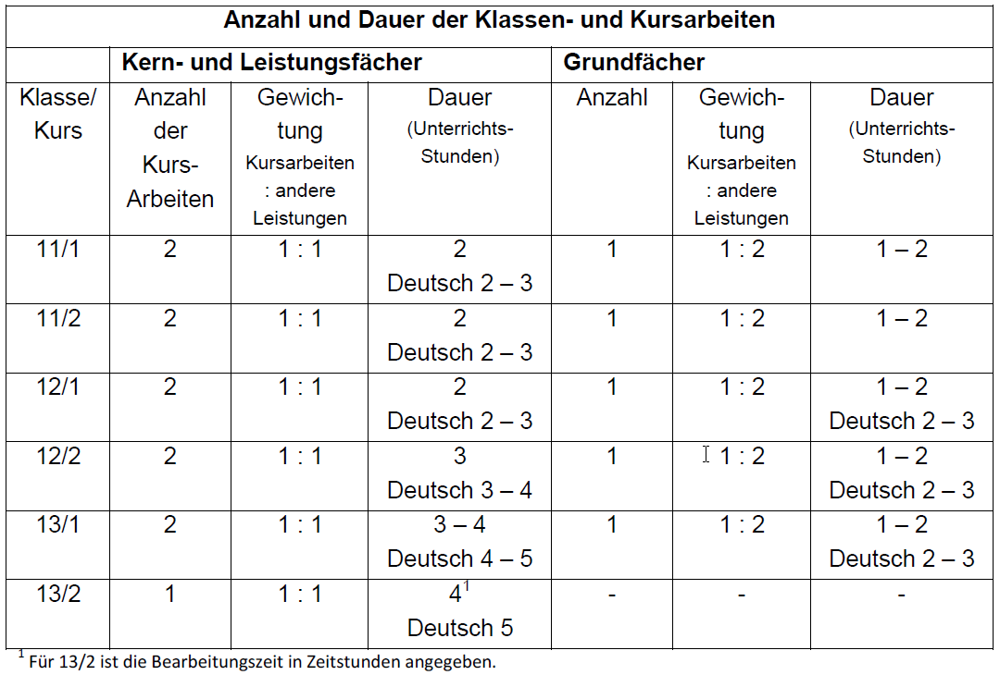 Anzahl und Dauer der Klassen- und Kursarbeiten
Kern- und Leistungsfächer Grundfächer
Klasse/ Anzahl Gewich- Dauer Anzahl Gewich- Dauer
Kurs der tung (Unterrichts- tung (Unterrichts-
Kurs- Kursarbeiten Stunden) Kursarbeiten Stunden)
Arbeiten : andere : andere
Leistungen Leistungen
11/1 2 1 : 1 2 1 1 : 2 1 – 2
Deutsch 2 – 3
11/2 2 1 : 1 2 1 1 : 2 1 – 2
Deutsch 2 – 3
12/1 2 1 : 1 2 1 1 : 2 1 – 2
Deutsch 2 – 3 Deutsch 2 – 3
12/2 2 1 : 1 3 1 1 : 2 1 – 2
Deutsch 3 – 4 Deutsch 2 – 3
13/1 2 1 : 1 3 – 4 1 1 : 2 1 – 2
Deutsch 4 – 5 Deutsch 2 – 3
13/2 1 1 : 1 4¹ - - -
Deutsch 5
¹ Für 13/2 ist die Bearbeitungszeit in Zeitstunden angegeben.